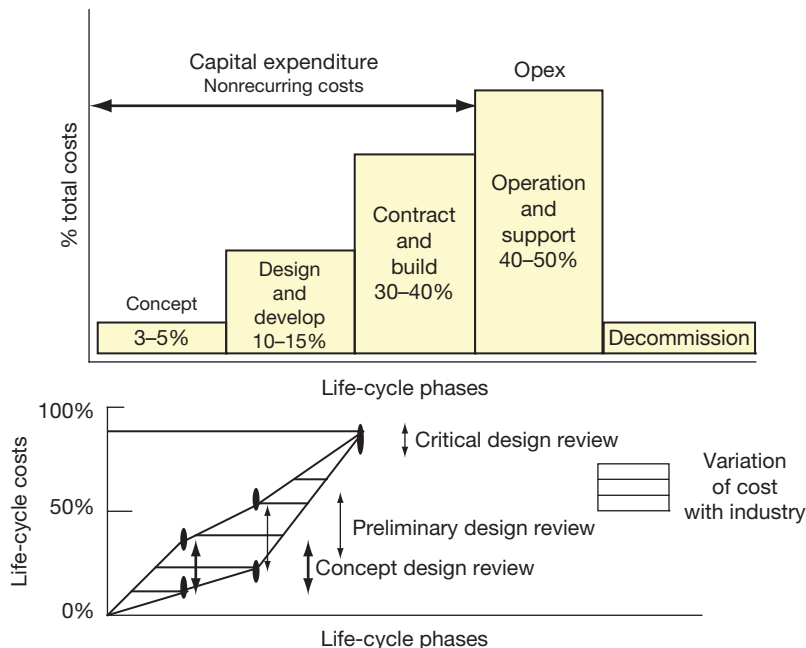 Capital expenditure
Nonrecurring costs
Opex
% total costs
Concept
3–5%
Design
and
develop
10–15%
Contract
and
build
30–40%
Operation
and
support
40–50%
Decommission
Life-cycle phases
Life-cycle costs
100%
50%
0%
Critical design review
Preliminary design review
Concept design review
Variation
of cost
with industry
Life-cycle phases